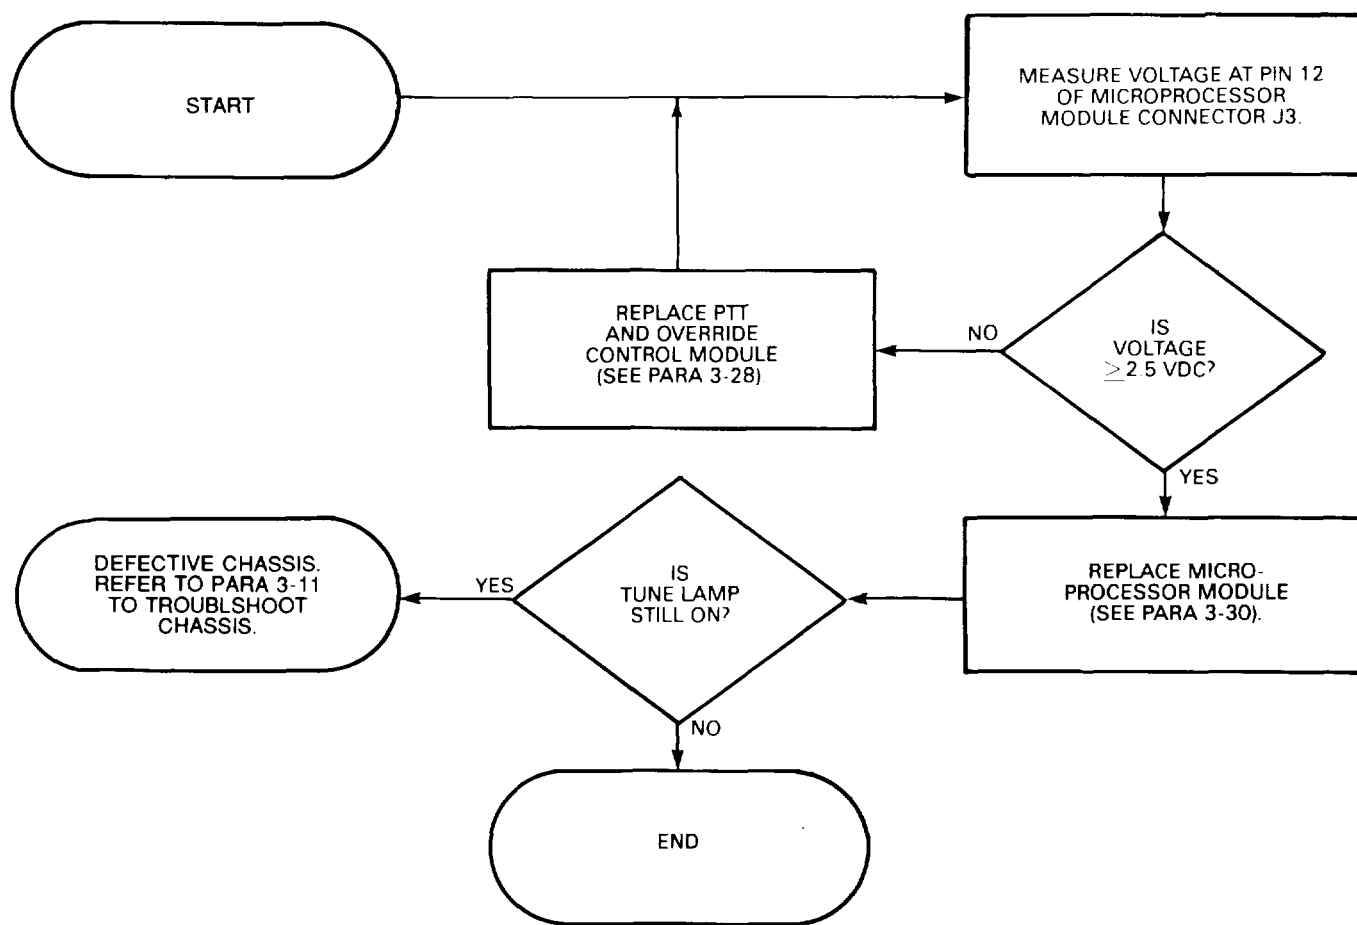 START
MEASURE VOLTAGE AT PIN 12
OF MICROPROCESSOR
MODULE CONNECTOR J3.
IS
VOLTAGE
≥2.5 VDC?
NO
REPLACE PTT
AND OVERRIDE
CONTROL MODULE
(SEE PARA 3-28)
YES
REPLACE MICRO-
PROCESSOR MODULE
(SEE PARA 3-30).
IS
TUNE LAMP
STILL ON?
YES
DEFECTIVE CHASSIS.
REFER TO PARA 3-11
TO TROUBLSHOOT
CHASSIS.
NO
END